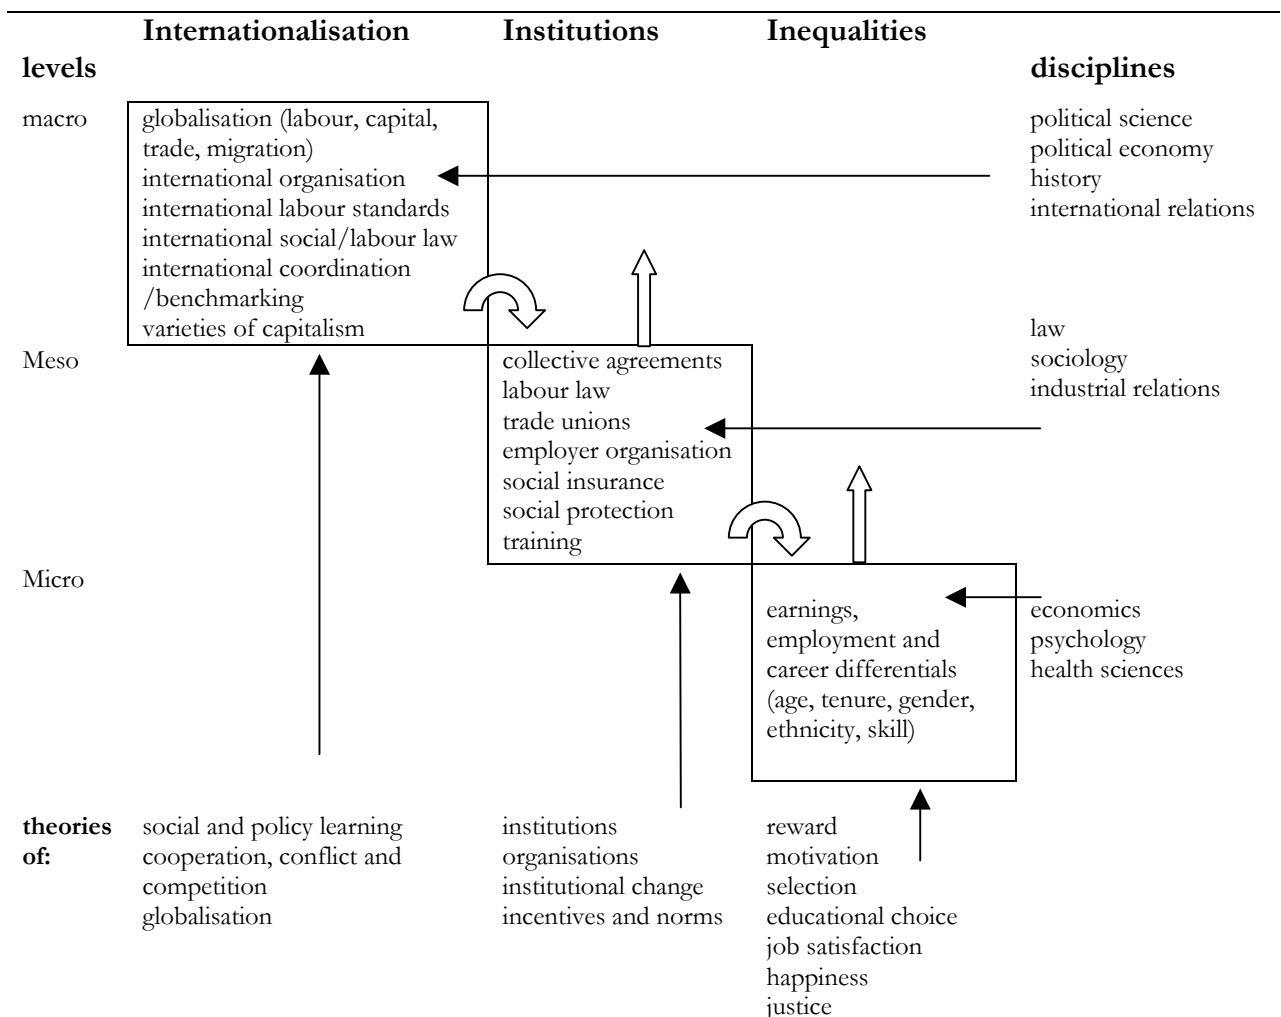 Internationalisation Institutions Inequalities
levels disciplines
macro globalisation (labour, capital, political science
trade, migration) political economy
international organisation history
international labour standards international relations
international social/labour law
international coordination
/benchmarking
varieties of capitalism law
Meso collective agreements sociology
labour law industrial relations
trade unions
employer organisation
social insurance
social protection
training
Micro
earnings, economics
employment and psychology
career differentials health sciences
(age, tenure, gender,
ethnicity, skill)
theories social and policy learning institutions reward
of: cooperation, conflict and organisations motivation
competition institutional change selection
globalisation incentives and norms educational choice
job satisfaction
happiness
justice